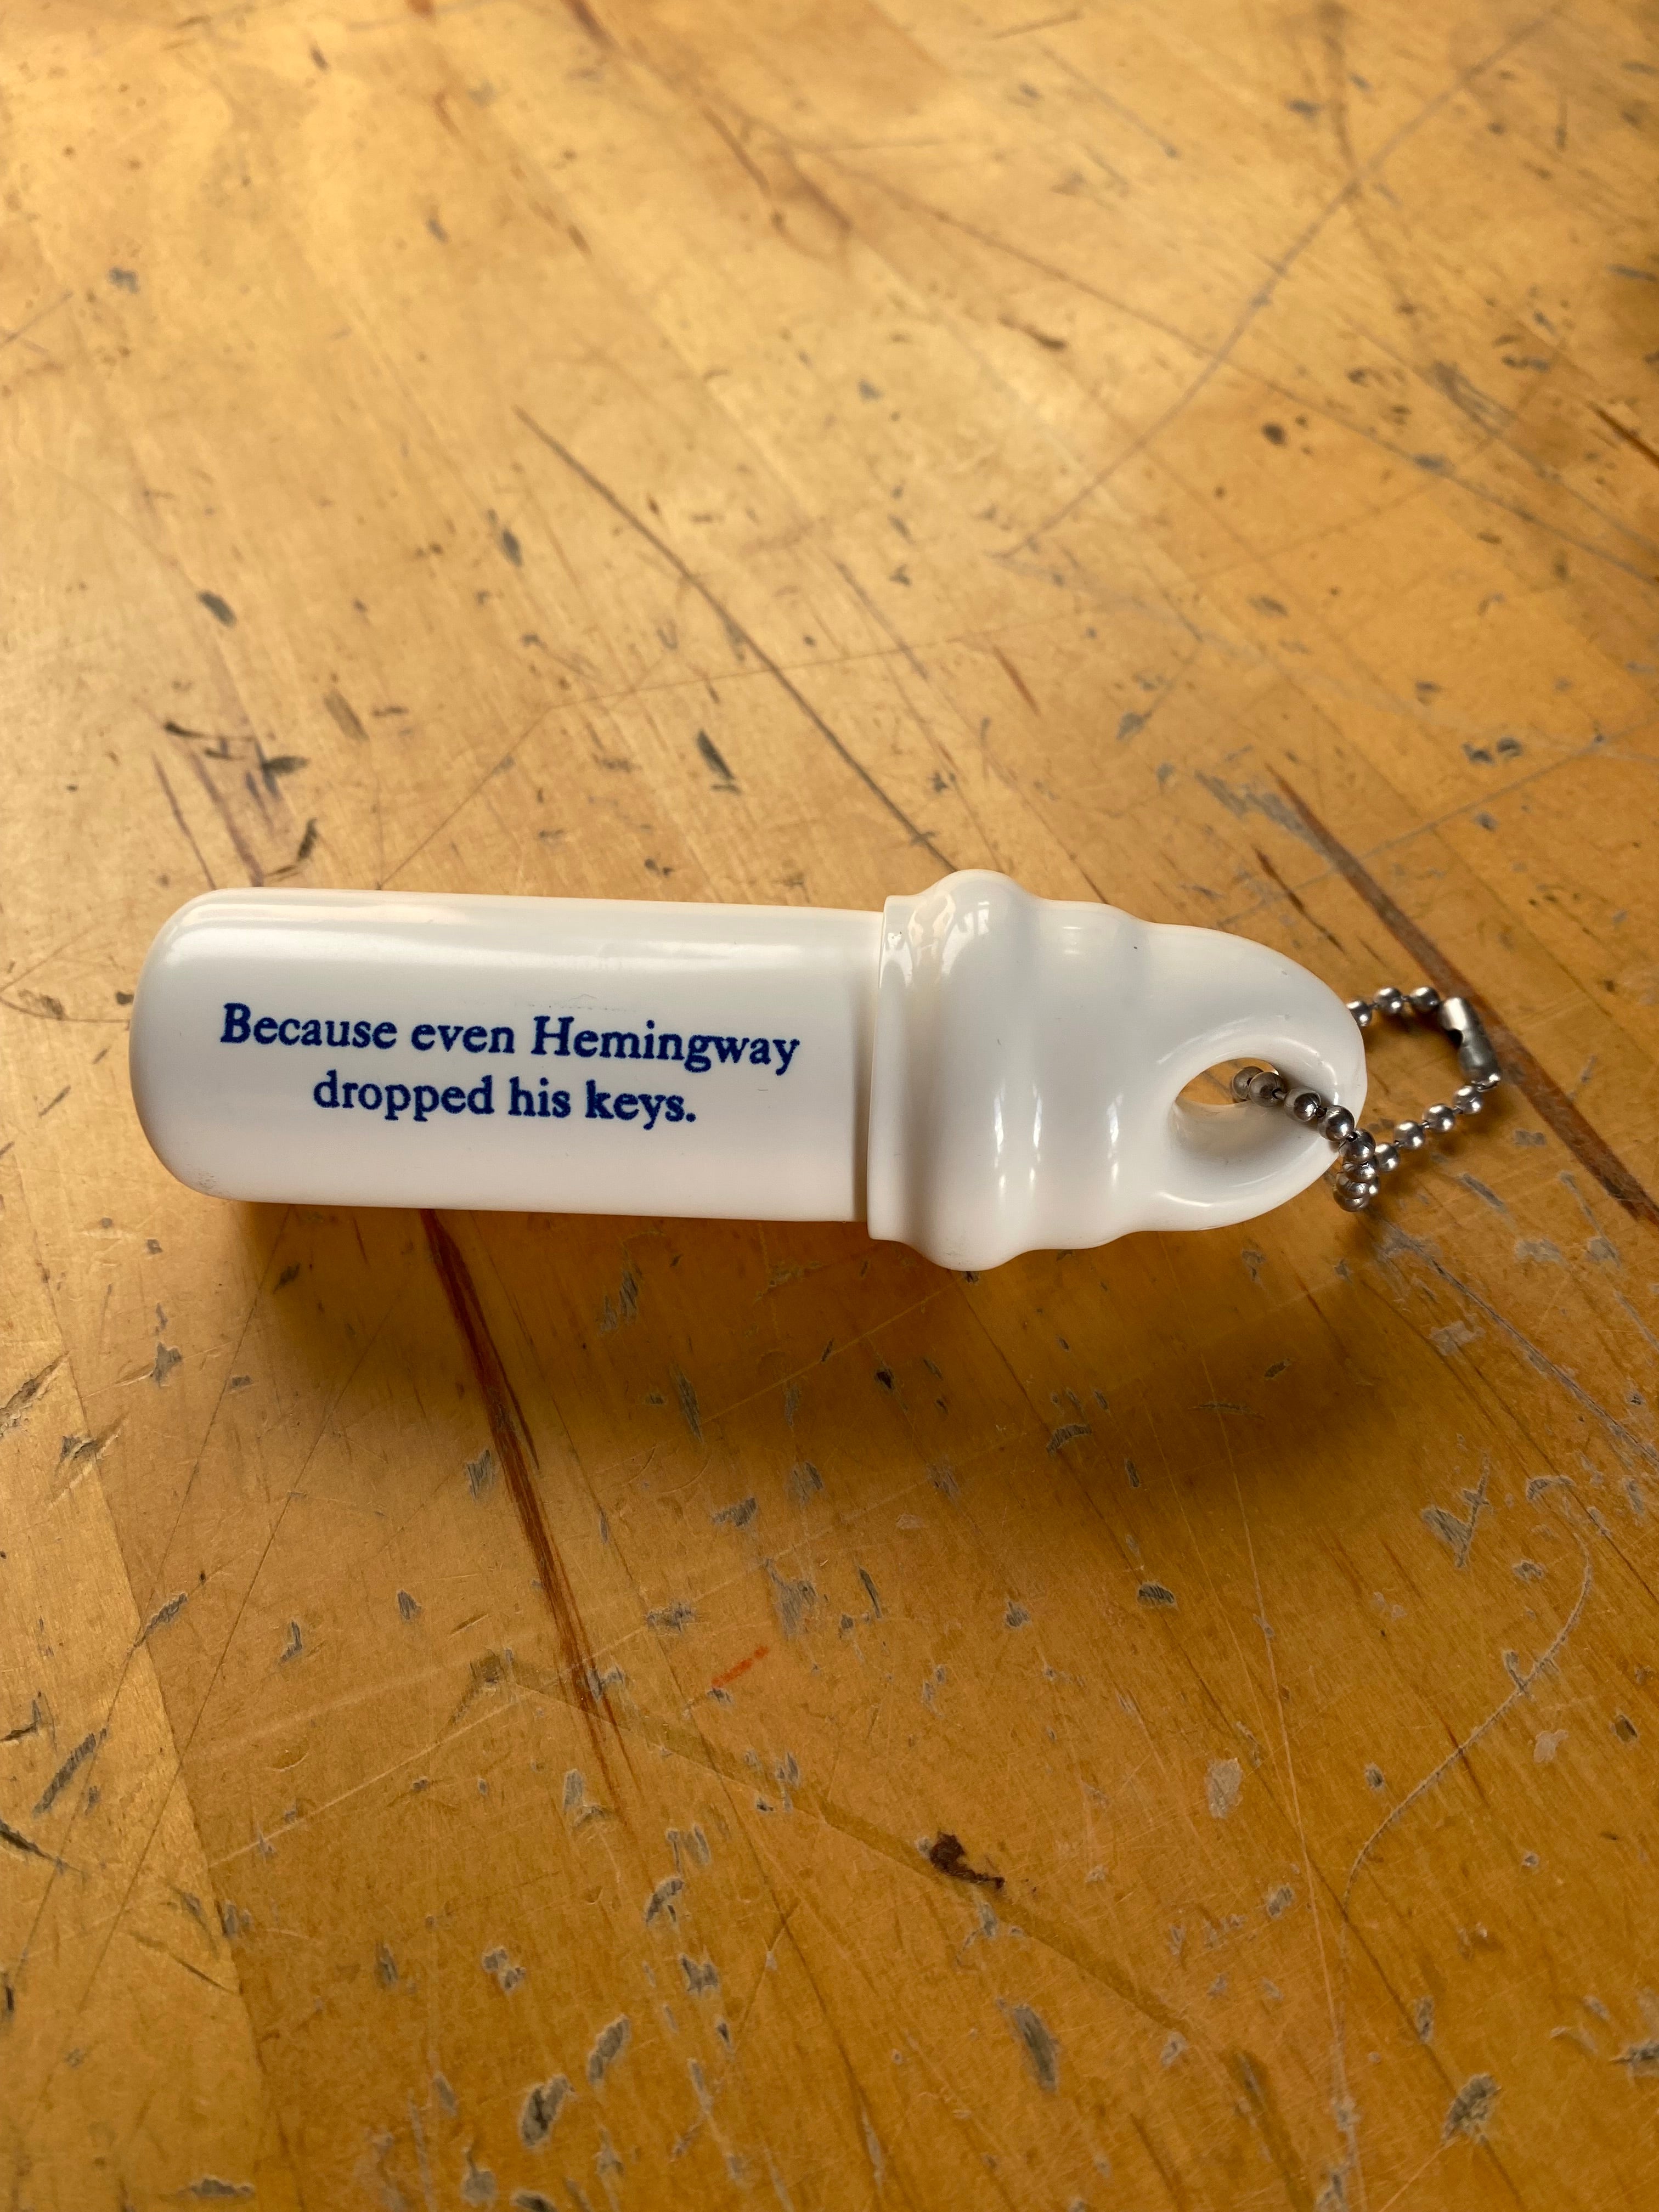 Because even Hemingway
dropped his keys.